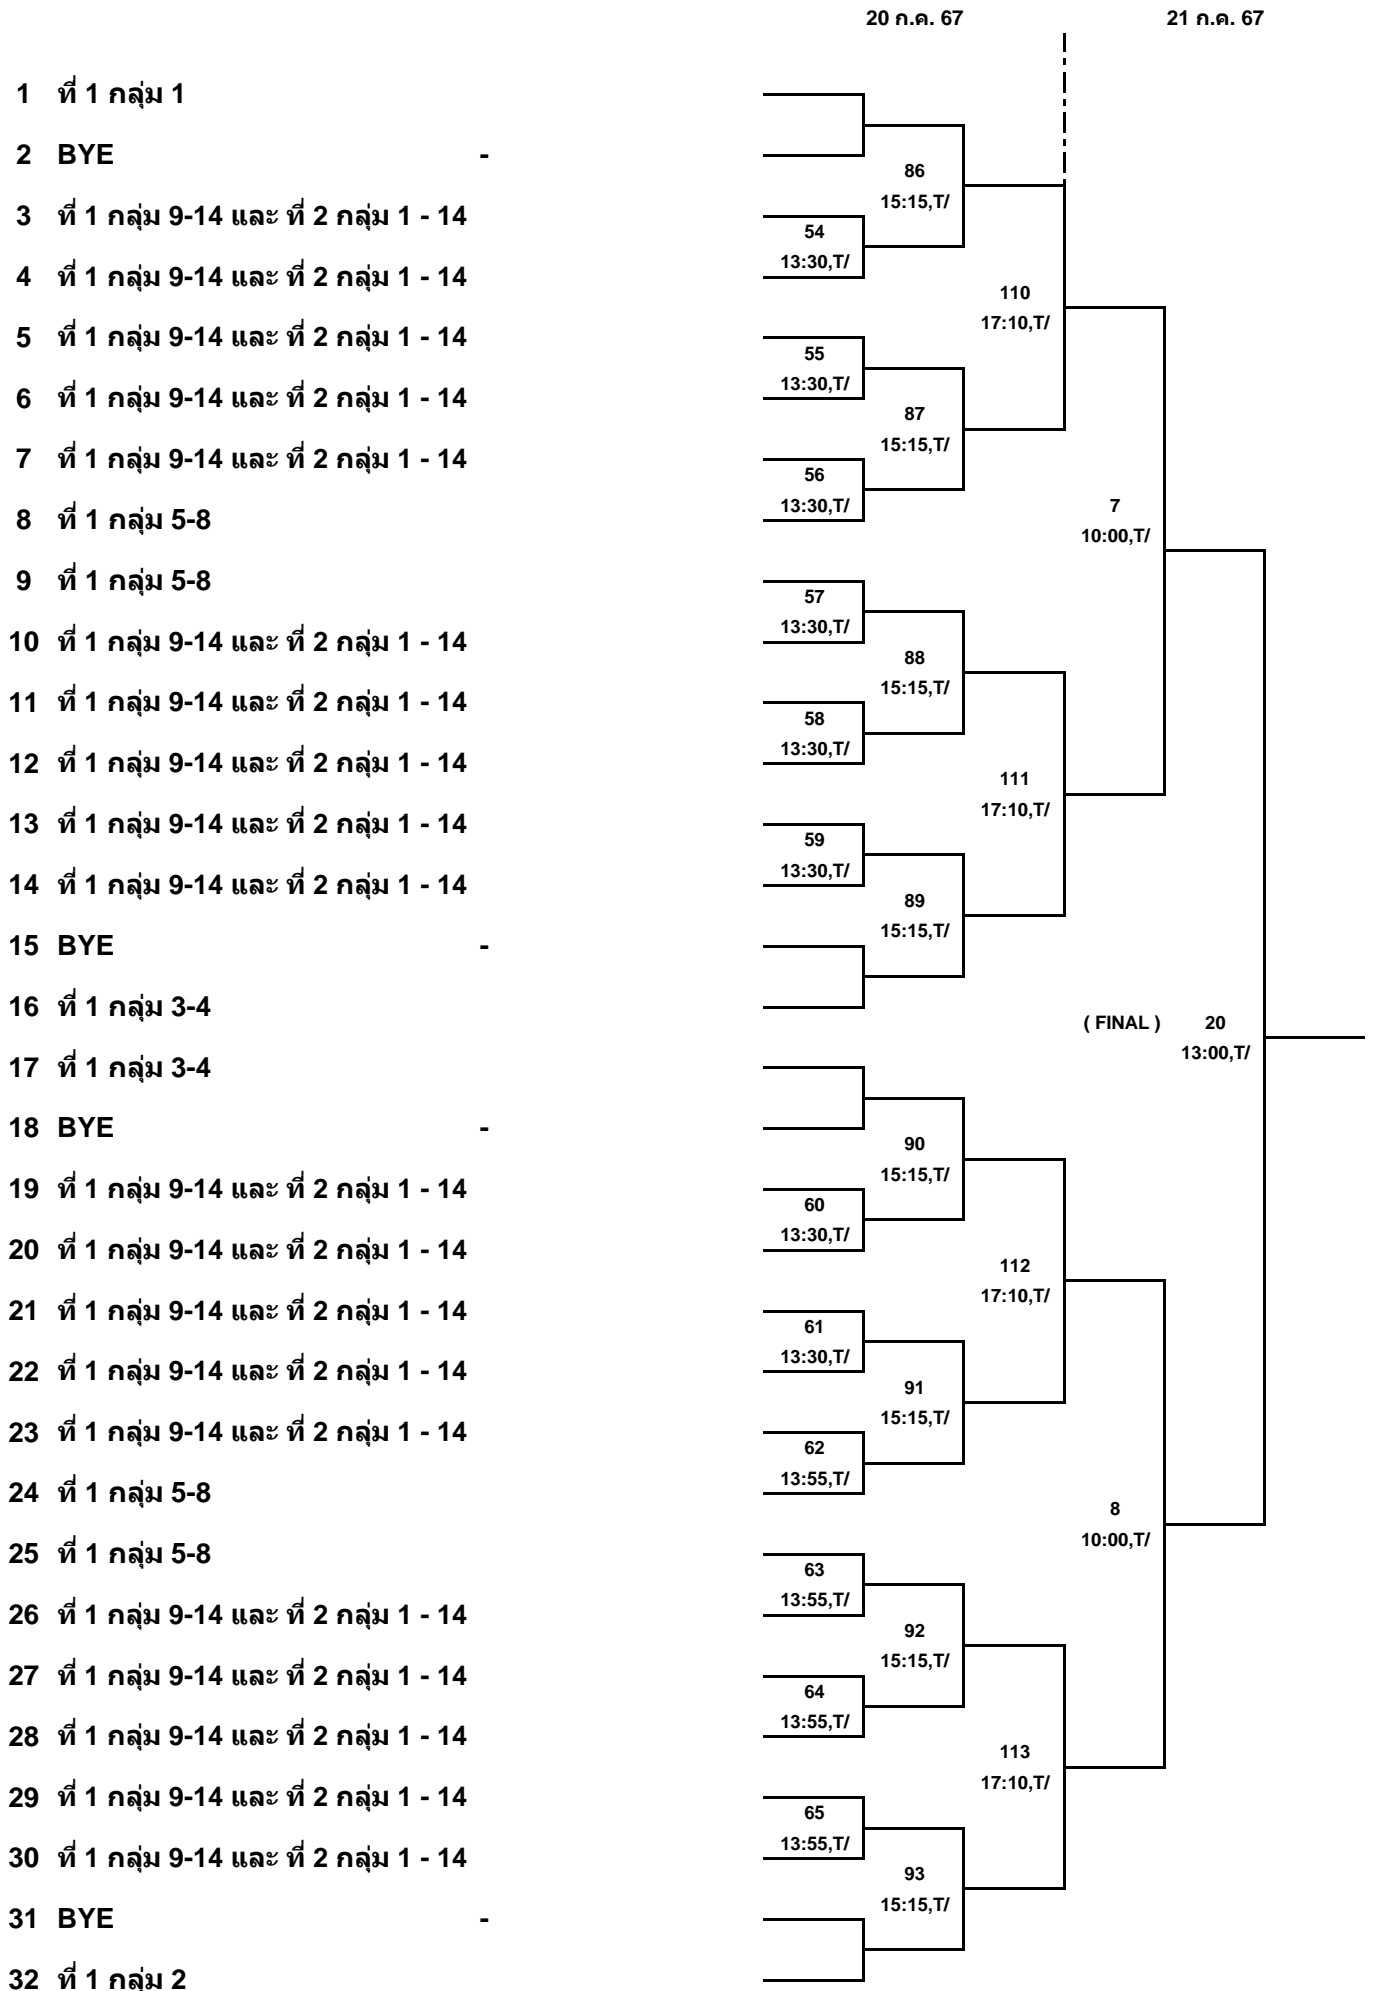 20 ก.ค. 67 21 ก.ค. 67
1 ที่ 1 กลุ่ม 1
2 BYE -
86
15:15,T/
3 ที่ 1 กลุ่ม 9-14 และ ที่ 2 กลุ่ม 1 - 14
54
13:30,T/
4 ที่ 1 กลุ่ม 9-14 และ ที่ 2 กลุ่ม 1 - 14
110
17:10,T/
5 ที่ 1 กลุ่ม 9-14 และ ที่ 2 กลุ่ม 1 - 14
55
13:30,T/
6 ที่ 1 กลุ่ม 9-14 และ ที่ 2 กลุ่ม 1 - 14
87
15:15,T/
7 ที่ 1 กลุ่ม 9-14 และ ที่ 2 กลุ่ม 1 - 14
56
13:30,T/
8 ที่ 1 กลุ่ม 5-8
7
10:00,T/
9 ที่ 1 กลุ่ม 5-8
57
13:30,T/
10 ที่ 1 กลุ่ม 9-14 และ ที่ 2 กลุ่ม 1 - 14
88
15:15,T/
11 ที่ 1 กลุ่ม 9-14 และ ที่ 2 กลุ่ม 1 - 14
58
13:30,T/
12 ที่ 1 กลุ่ม 9-14 และ ที่ 2 กลุ่ม 1 - 14
111
17:10,T/
13 ที่ 1 กลุ่ม 9-14 และ ที่ 2 กลุ่ม 1 - 14
59
13:30,T/
14 ที่ 1 กลุ่ม 9-14 และ ที่ 2 กลุ่ม 1 - 14
89
15:15,T/
15 BYE -
16 ที่ 1 กลุ่ม 3-4
( FINAL ) 20
13:00,T/
17 ที่ 1 กลุ่ม 3-4
18 BYE -
90
15:15,T/
19 ที่ 1 กลุ่ม 9-14 และ ที่ 2 กลุ่ม 1 - 14
60
13:30,T/
20 ที่ 1 กลุ่ม 9-14 และ ที่ 2 กลุ่ม 1 - 14
112
17:10,T/
21 ที่ 1 กลุ่ม 9-14 และ ที่ 2 กลุ่ม 1 - 14
61
13:30,T/
22 ที่ 1 กลุ่ม 9-14 และ ที่ 2 กลุ่ม 1 - 14
91
15:15,T/
23 ที่ 1 กลุ่ม 9-14 และ ที่ 2 กลุ่ม 1 - 14
62
13:55,T/
24 ที่ 1 กลุ่ม 5-8
8
10:00,T/
25 ที่ 1 กลุ่ม 5-8
63
13:55,T/
26 ที่ 1 กลุ่ม 9-14 และ ที่ 2 กลุ่ม 1 - 14
92
15:15,T/
27 ที่ 1 กลุ่ม 9-14 และ ที่ 2 กลุ่ม 1 - 14
64
13:55,T/
28 ที่ 1 กลุ่ม 9-14 และ ที่ 2 กลุ่ม 1 - 14
113
17:10,T/
29 ที่ 1 กลุ่ม 9-14 และ ที่ 2 กลุ่ม 1 - 14
65
13:55,T/
30 ที่ 1 กลุ่ม 9-14 และ ที่ 2 กลุ่ม 1 - 14
93
15:15,T/
31 BYE -
32 ที่ 1 กลุ่ม 2